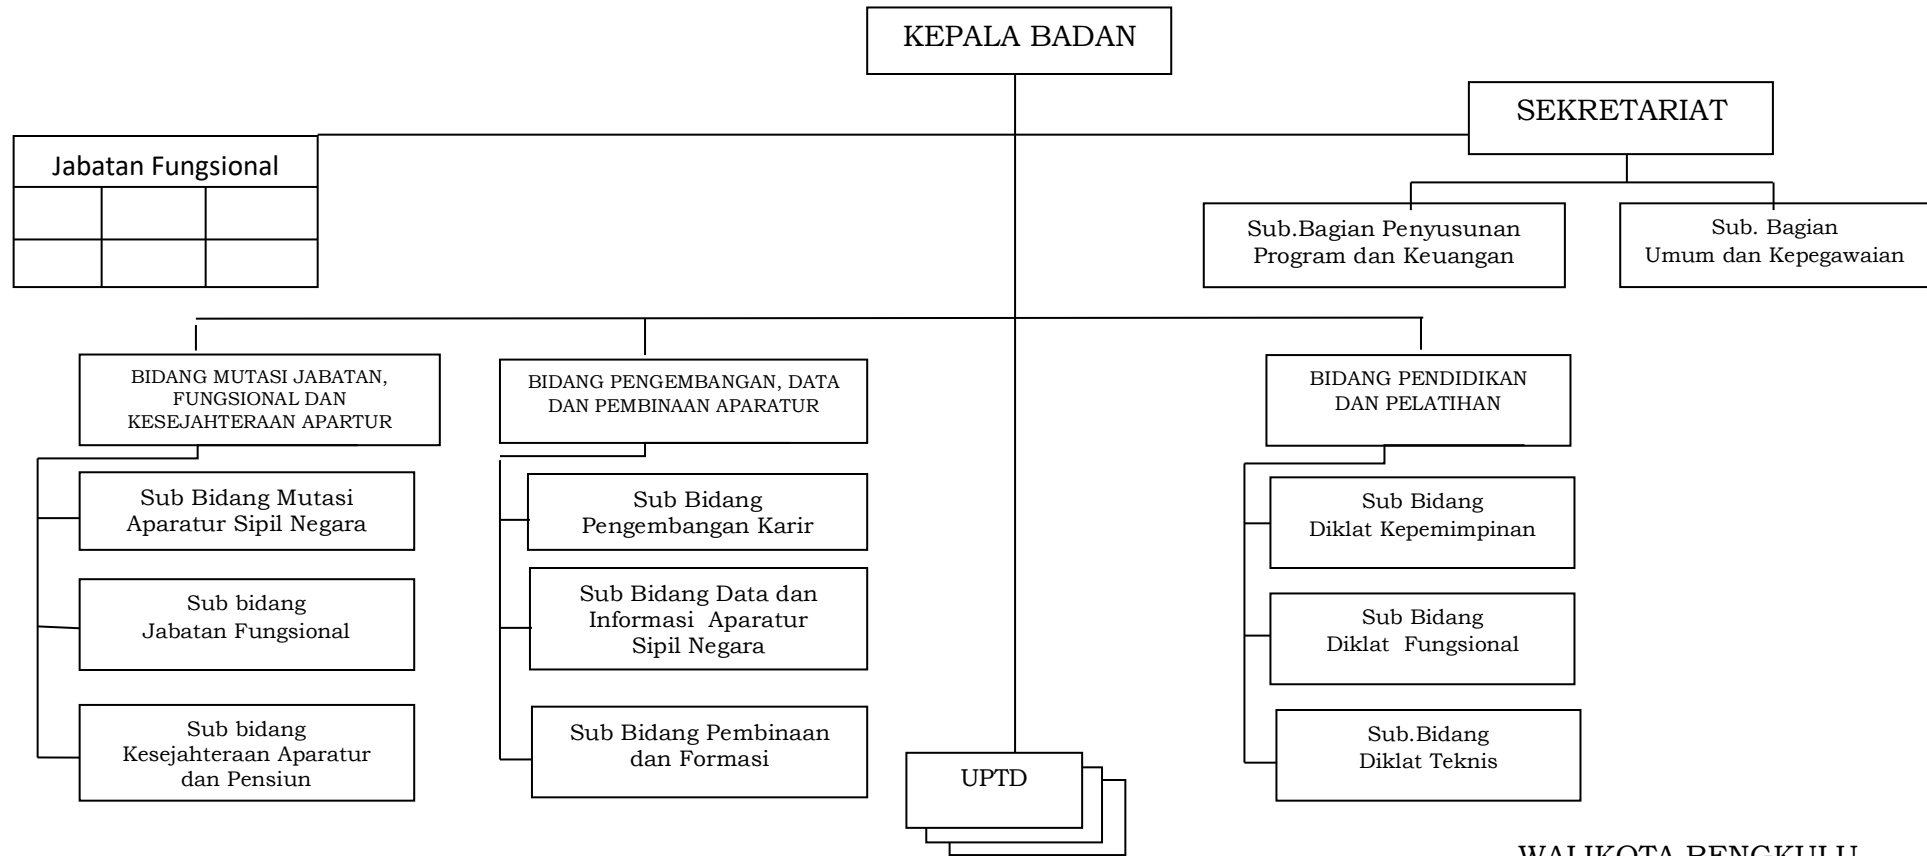 KEPALA BADAN
SEKRETARIAT
Jabatan Fungsional
Sub.Bagian Penyusunan
Program dan Keuangan
Sub. Bagian
Umum dan Kepegawaian
BIDANG MUTASI JABATAN,
FUNGSIONAL DAN
KESEJAHTERAAN APARTUR
Sub Bidang Mutasi
Aparatur Sipil Negara
Sub bidang
Jabatan Fungsional
Sub bidang
Kesejahteraan Aparatur
dan Pensiun
BIDANG PENGEMBANGAN, DATA
DAN PEMBINAAN APARATUR
Sub Bidang
Pengembangan Karir
Sub Bidang Data dan
Informasi Aparatur
Sipil Negara
Sub Bidang Pembinaan
dan Formasi
UPTD
BIDANG PENDIDIKAN
DAN PELATIHAN
Sub Bidang
Diklat Kepemimpinan
Sub Bidang
Diklat Fungsional
Sub.Bidang
Diklat Teknis
WALIKOTA BENGKULU